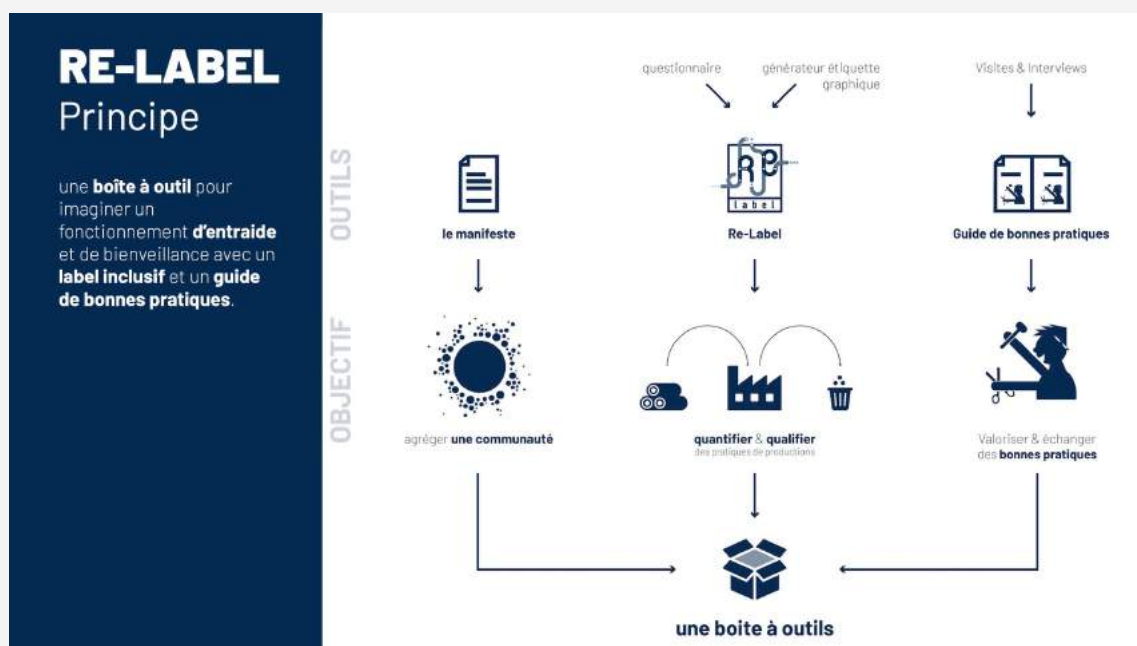 RE-LABEL
Principe
une boîte à outil pour
imaginer un
fonctionnement d'entraide
et de bienveillance avec un
label inclusif et un guide
de bonnes pratiques.
OUTILS
OBJECTIF
questionnaire
générateur étiquette
graphique
Visites & Interviews
Re
label
le manifeste
Re-Label
Guide de bonnes pratiques
agréger une communauté
quantifier & qualifier
des pratiques de productions
Valoriser & échanger
des bonnes pratiques
une boite à outils